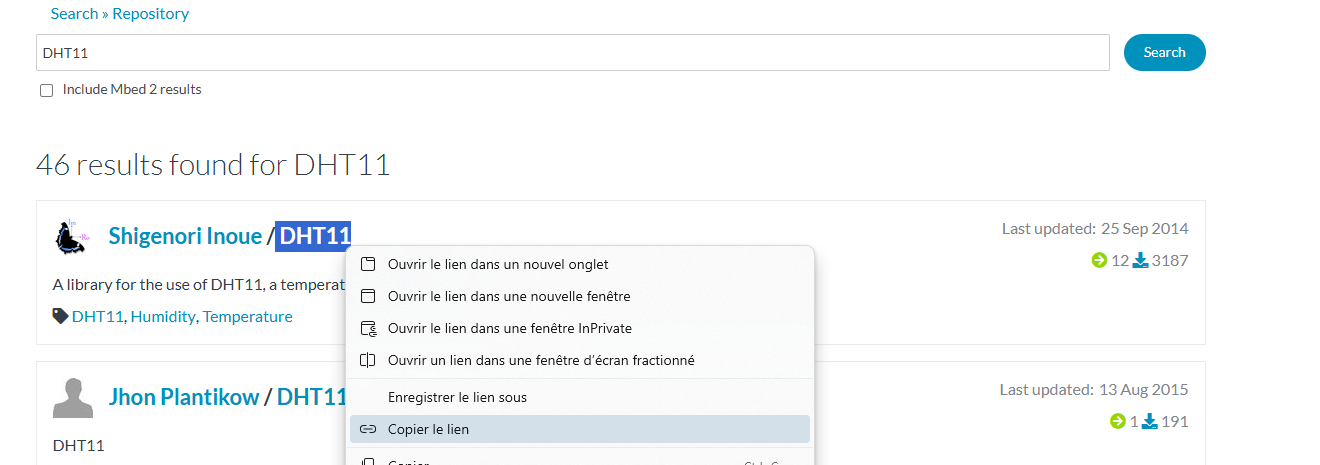 Search » Repository
DHT11
Search
Include Mbed 2 results
46 results found for DHT11
Shigenori Inoue / DHT11
Last updated: 25 Sep 2014
12 3187
A library for the use of DHT11, a temperat
DHT11, Humidity, Temperature
Ouvrir le lien dans un nouvel onglet
Ouvrir le lien dans une nouvelle fenêtre
Ouvrir le lien dans une fenêtre InPrivate
Ouvrir un lien dans une fenêtre d'écran fractionné
Enregistrer le lien sous
Copier le lien
Copier
Jhon Plantikow / DHT11
Last updated: 13 Aug 2015
1 191
DHT11